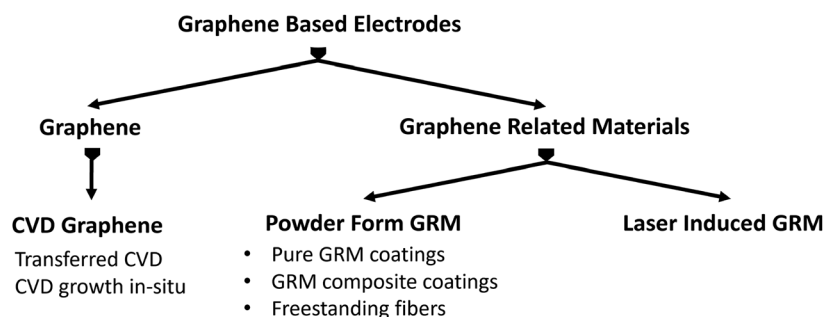 Graphene Based Electrodes
Graphene
Graphene Related Materials
CVD Graphene
Transferred CVD
CVD growth in-situ
Powder Form GRM
• Pure GRM coatings
• GRM composite coatings
• Freestanding fibers
Laser Induced GRM